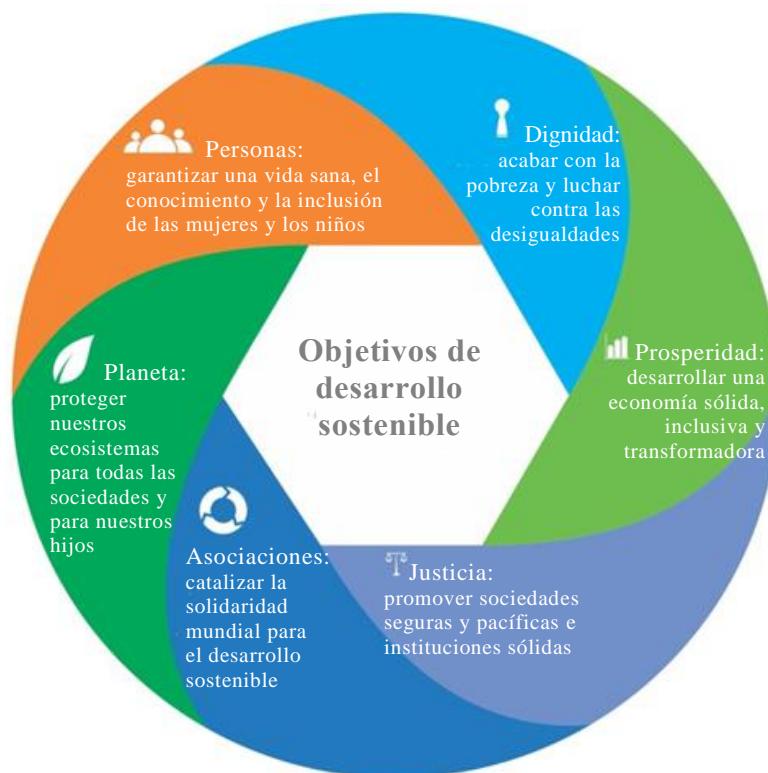 Objetivos de
desarrollo
sostenible
Dignidad:
acabar con la
pobreza y luchar
contra las
desigualdades
Prosperidad:
desarrollar una
economía sólida,
inclusiva y
transformadora
Justicia:
promover sociedades
seguras y pacíficas e
instituciones sólidas
Asociaciones:
catalizar la
solidaridad
mundial para
el desarrollo
sostenible
Planeta:
proteger
nuestros
ecosistemas
para todas las
sociedades y
para nuestros
hijos
Personas:
garantizar una vida sana, el
conocimiento y la inclusión
de las mujeres y los niños